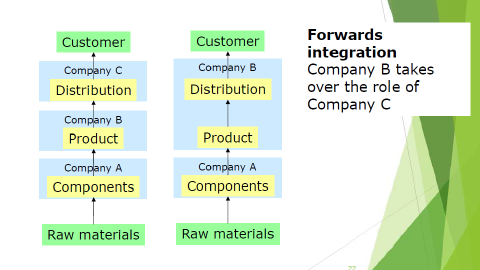 Customer
Company C
Distribution
Company B
Product
Company A
Components
Raw materials
Customer
Company B
Distribution
Product
Company A
Components
Raw materials
Forwards
integration
Company B takes
over the role of
Company C